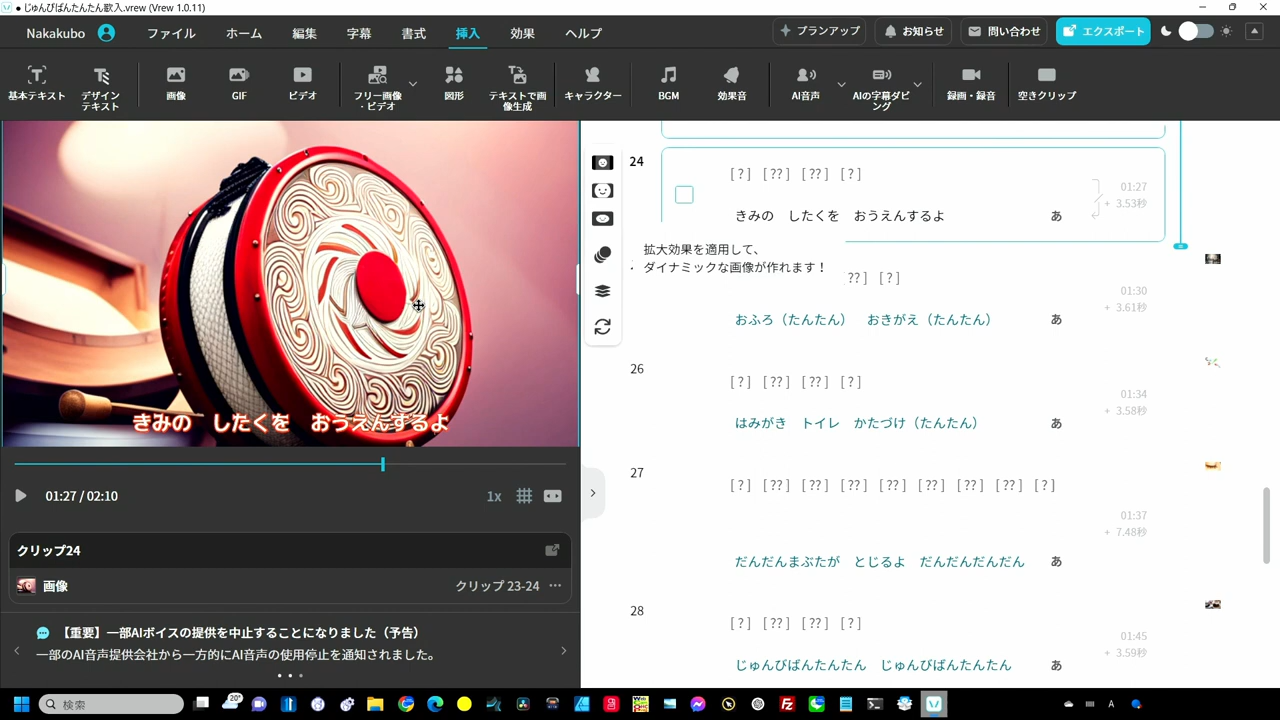 じゅんびばんたんたん歌入.vrew (Vrew 1.0.11)
Nakakubo
ファイル
ホーム
編集
字幕
書式
挿入
効果
ヘルプ
プランアップ
お知らせ
問い合わせ
エクスポート
基本テキスト
デザイン
テキスト
画像
GIF
ビデオ
フリー画像
・ビデオ
図形
テキストで画
像生成
キャラクター
BGM
効果音
AI音声
AIの字幕ダビ
ング
録画・録音
空きクリップ
きみの したくを おうえんするよ
01:27 / 02:10
1x
クリップ24
画像
クリップ 23-24
【重要】一部AIボイスの提供を中止することになりました（予告）
一部のAI音声提供会社から一方的にAI音声の使用停止を通知されました。
24
[ ? ] [ ?? ] [ ?? ] [ ? ]
きみの したくを おうえんするよ
あ
01:27
+ 3.53秒
拡大効果を適用して、
ダイナミックな画像が作れます！
?? ] [ ? ]
おふろ（たんたん） おきがえ（たんたん）
あ
01:30
+ 3.61秒
26
[ ? ] [ ?? ] [ ?? ] [ ? ]
はみがき トイレ かたづけ（たんたん）
あ
01:34
+ 3.58秒
27
[ ? ] [ ?? ] [ ?? ] [ ?? ] [ ?? ] [ ?? ] [ ?? ] [ ?? ] [ ? ]
だんだんまぶたが とじるよ だんだんだんだん
あ
01:37
+ 7.48秒
28
[ ? ] [ ?? ] [ ?? ] [ ? ]
じゅんびばんたんたん じゅんびばんたんたん
あ
01:45
+ 3.59秒
検索
20°
A